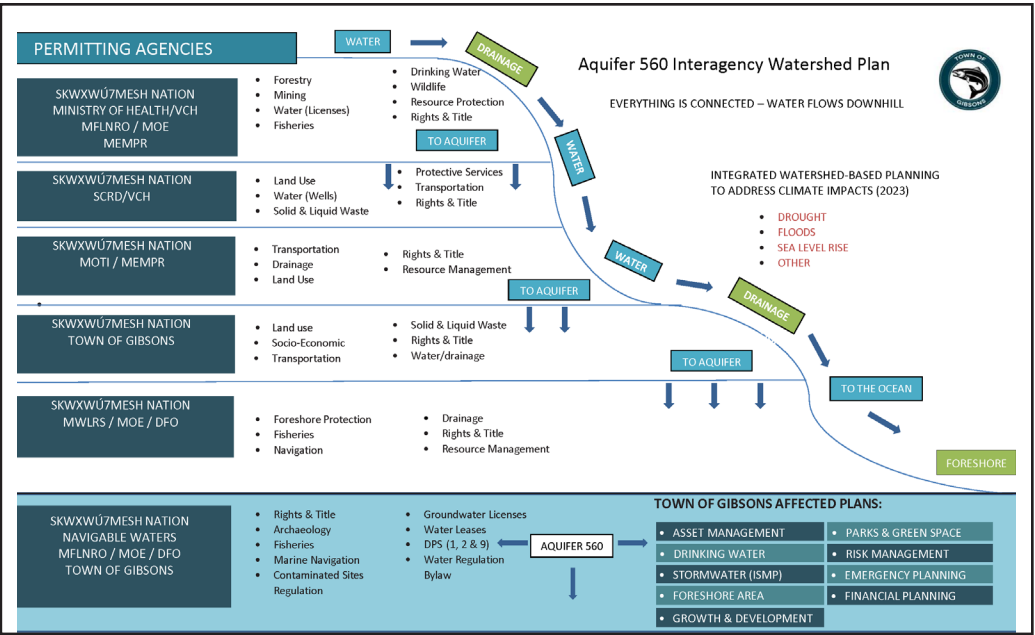 PERMITTING AGENCIES
WATER
DRAINAGE
Aquifer 560 Interagency Watershed Plan
TOWN OF
GIBSONS
EVERYTHING IS CONNECTED – WATER FLOWS DOWNHILL
SKWXWÚ7MESH NATION
MINISTRY OF HEALTH/VCH
MFLNRO / MOE
MEMPR
• Forestry
• Mining
• Water (Licenses)
• Fisheries
• Drinking Water
• Wildlife
• Resource Protection
• Rights & Title
TO AQUIFER
WATER
INTEGRATED WATERSHED-BASED PLANNING
TO ADDRESS CLIMATE IMPACTS (2023)
• DROUGHT
• FLOODS
• SEA LEVEL RISE
• OTHER
SKWXWÚ7MESH NATION
SCRD/VCH
• Land Use
• Water (Wells)
• Solid & Liquid Waste
• Protective Services
• Transportation
• Rights & Title
SKWXWÚ7MESH NATION
MOTI / MEMPR
• Transportation
• Drainage
• Land Use
• Rights & Title
• Resource Management
WATER
TO AQUIFER
DRAINAGE
SKWXWÚ7MESH NATION
TOWN OF GIBSONS
• Land use
• Socio-Economic
• Transportation
• Solid & Liquid Waste
• Rights & Title
• Water/drainage
TO AQUIFER
TO THE OCEAN
SKWXWÚ7MESH NATION
MWLRS / MOE / DFO
• Foreshore Protection
• Fisheries
• Navigation
• Drainage
• Rights & Title
• Resource Management
FORESHORE
SKWXWÚ7MESH NATION
NAVIGABLE WATERS
MFLNRO / MOE / DFO
TOWN OF GIBSONS
• Rights & Title
• Archaeology
• Fisheries
• Marine Navigation
• Contaminated Sites
Regulation
• Groundwater Licenses
• Water Leases
• DPS (1, 2 & 9)
• Water Regulation
Bylaw
AQUIFER 560
TOWN OF GIBSONS AFFECTED PLANS:
• ASSET MANAGEMENT
• DRINKING WATER
• STORMWATER (ISMP)
• FORESHORE AREA
• GROWTH & DEVELOPMENT
• PARKS & GREEN SPACE
• RISK MANAGEMENT
• EMERGENCY PLANNING
• FINANCIAL PLANNING